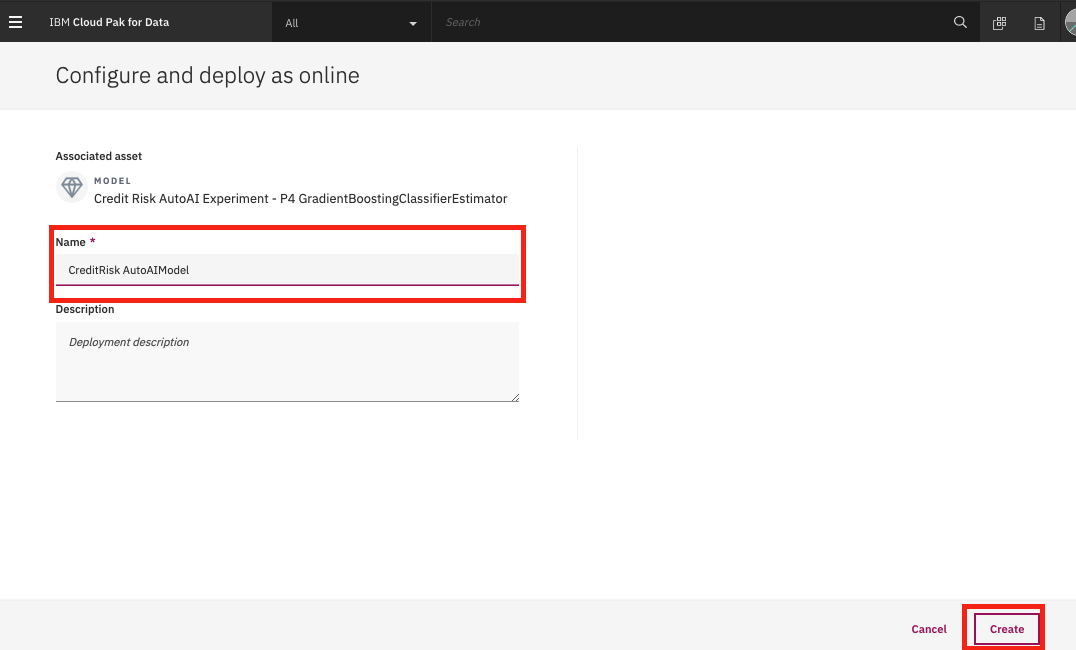 IBM Cloud Pak for Data
All
Search
Configure and deploy as online
Associated asset
MODEL
Credit Risk AutoAI Experiment - P4 GradientBoostingClassifierEstimator
Name *
CreditRisk AutoAIModel
Description
Deployment description
Cancel
Create